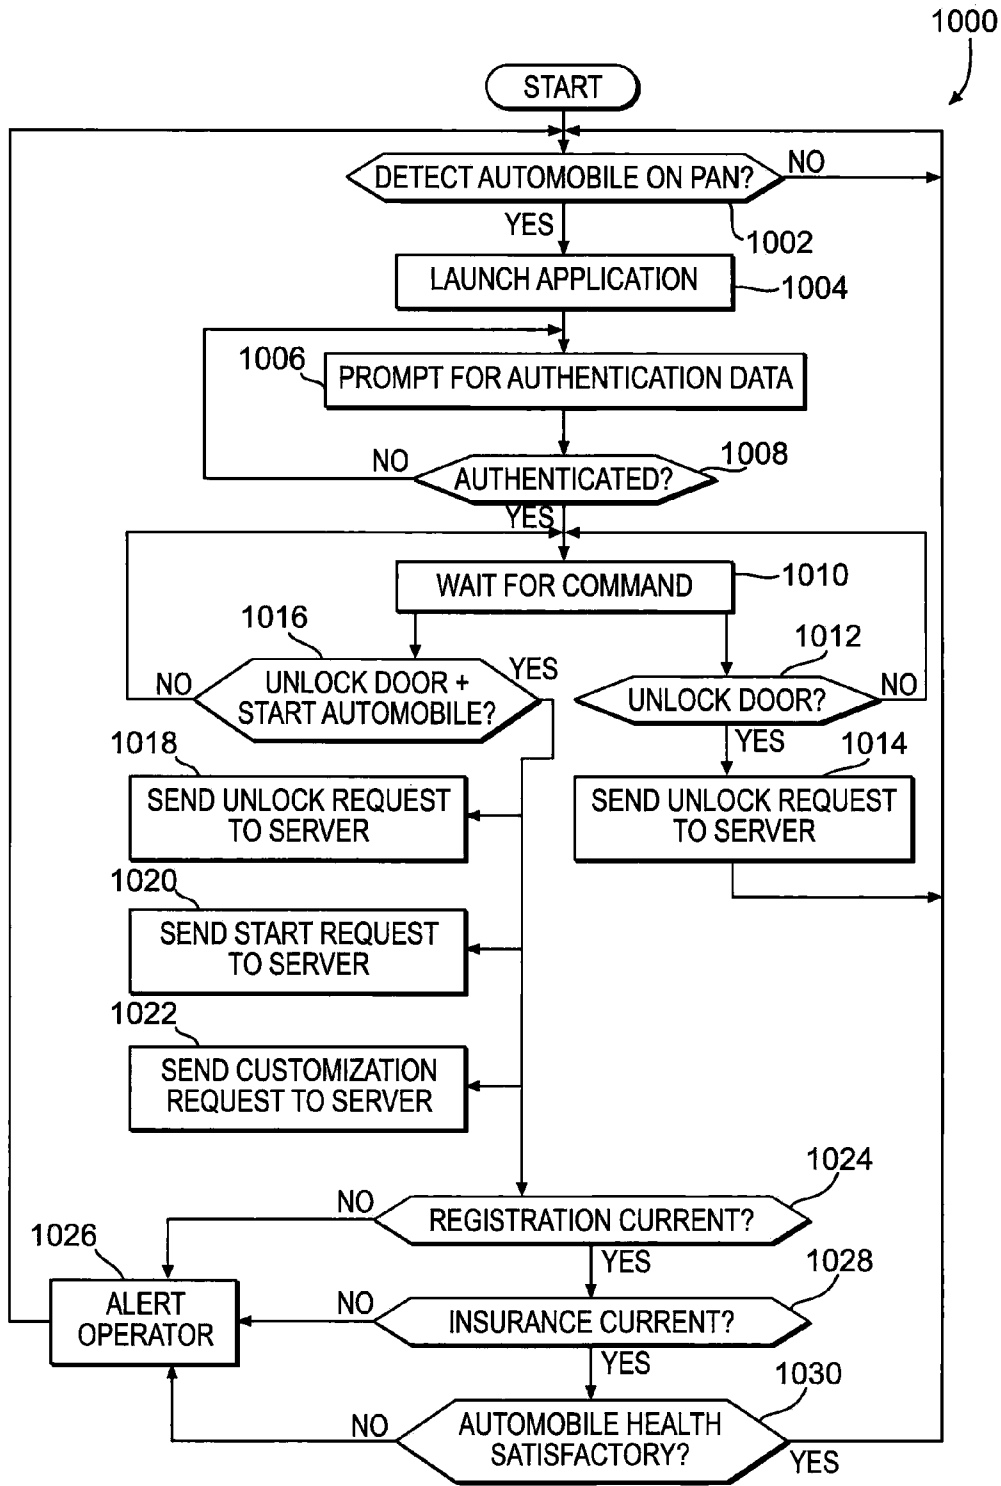 1000
START
DETECT AUTOMOBILE ON PAN?
NO
YES
1002
LAUNCH APPLICATION
1004
1006
PROMPT FOR AUTHENTICATION DATA
NO
1008
AUTHENTICATED?
YES
WAIT FOR COMMAND
1010
1016
1012
NO
UNLOCK DOOR +
START AUTOMOBILE?
YES
UNLOCK DOOR?
NO
YES
1018
1014
SEND UNLOCK REQUEST
TO SERVER
SEND UNLOCK REQUEST
TO SERVER
1020
SEND START REQUEST
TO SERVER
1022
SEND CUSTOMIZATION
REQUEST TO SERVER
1024
NO
REGISTRATION CURRENT?
1026
YES
1028
ALERT
OPERATOR
NO
INSURANCE CURRENT?
YES
1030
NO
AUTOMOBILE HEALTH
SATISFACTORY?
YES